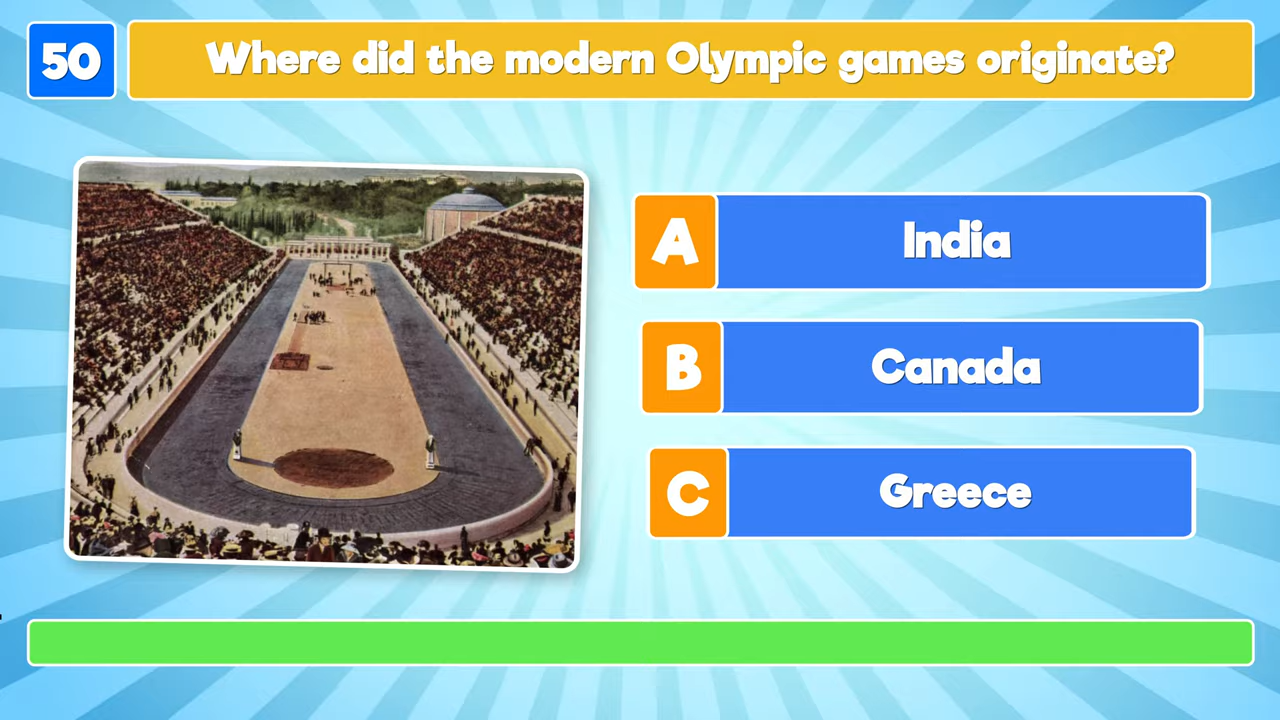 50
Where did the modern Olympic games originate?
A
India
B
Canada
C
Greece